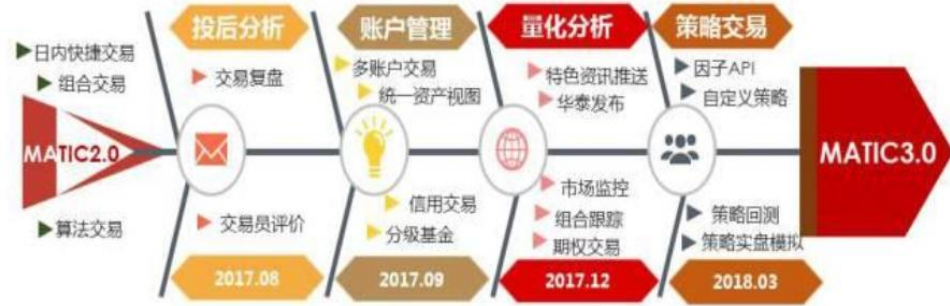 投后分析
账户管理
量化分析
策略交易
日内快捷交易
组合交易
交易复盘
多账户交易
统一资产视图
特色资讯推送
华泰发布
因子API
自定义策略
MATIC2.0
MATIC3.0
算法交易
交易员评价
信用交易
分级基金
市场监控
组合跟踪
期权交易
策略回测
策略实盘模拟
2017.08
2017.09
2017.12
2018.03